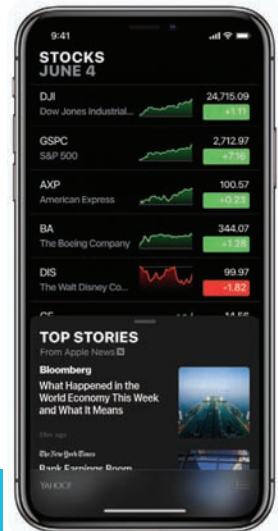 9:41
STOCKS
JUNE 4
DJI 24,715.09
Dow Jones Industrial... +1.11
GSPC 2,712.97
S&P 500 +7.16
AXP 100.57
American Express +0.23
BA 344.07
The Boeing Company +1.28
DIS 99.97
The Walt Disney Co... -1.82
TOP STORIES
From Apple News
Bloomberg
What Happened in the
World Economy This Week
and What It Means
ago
The New York Times
Bank Earnings Boom
YAHOO!